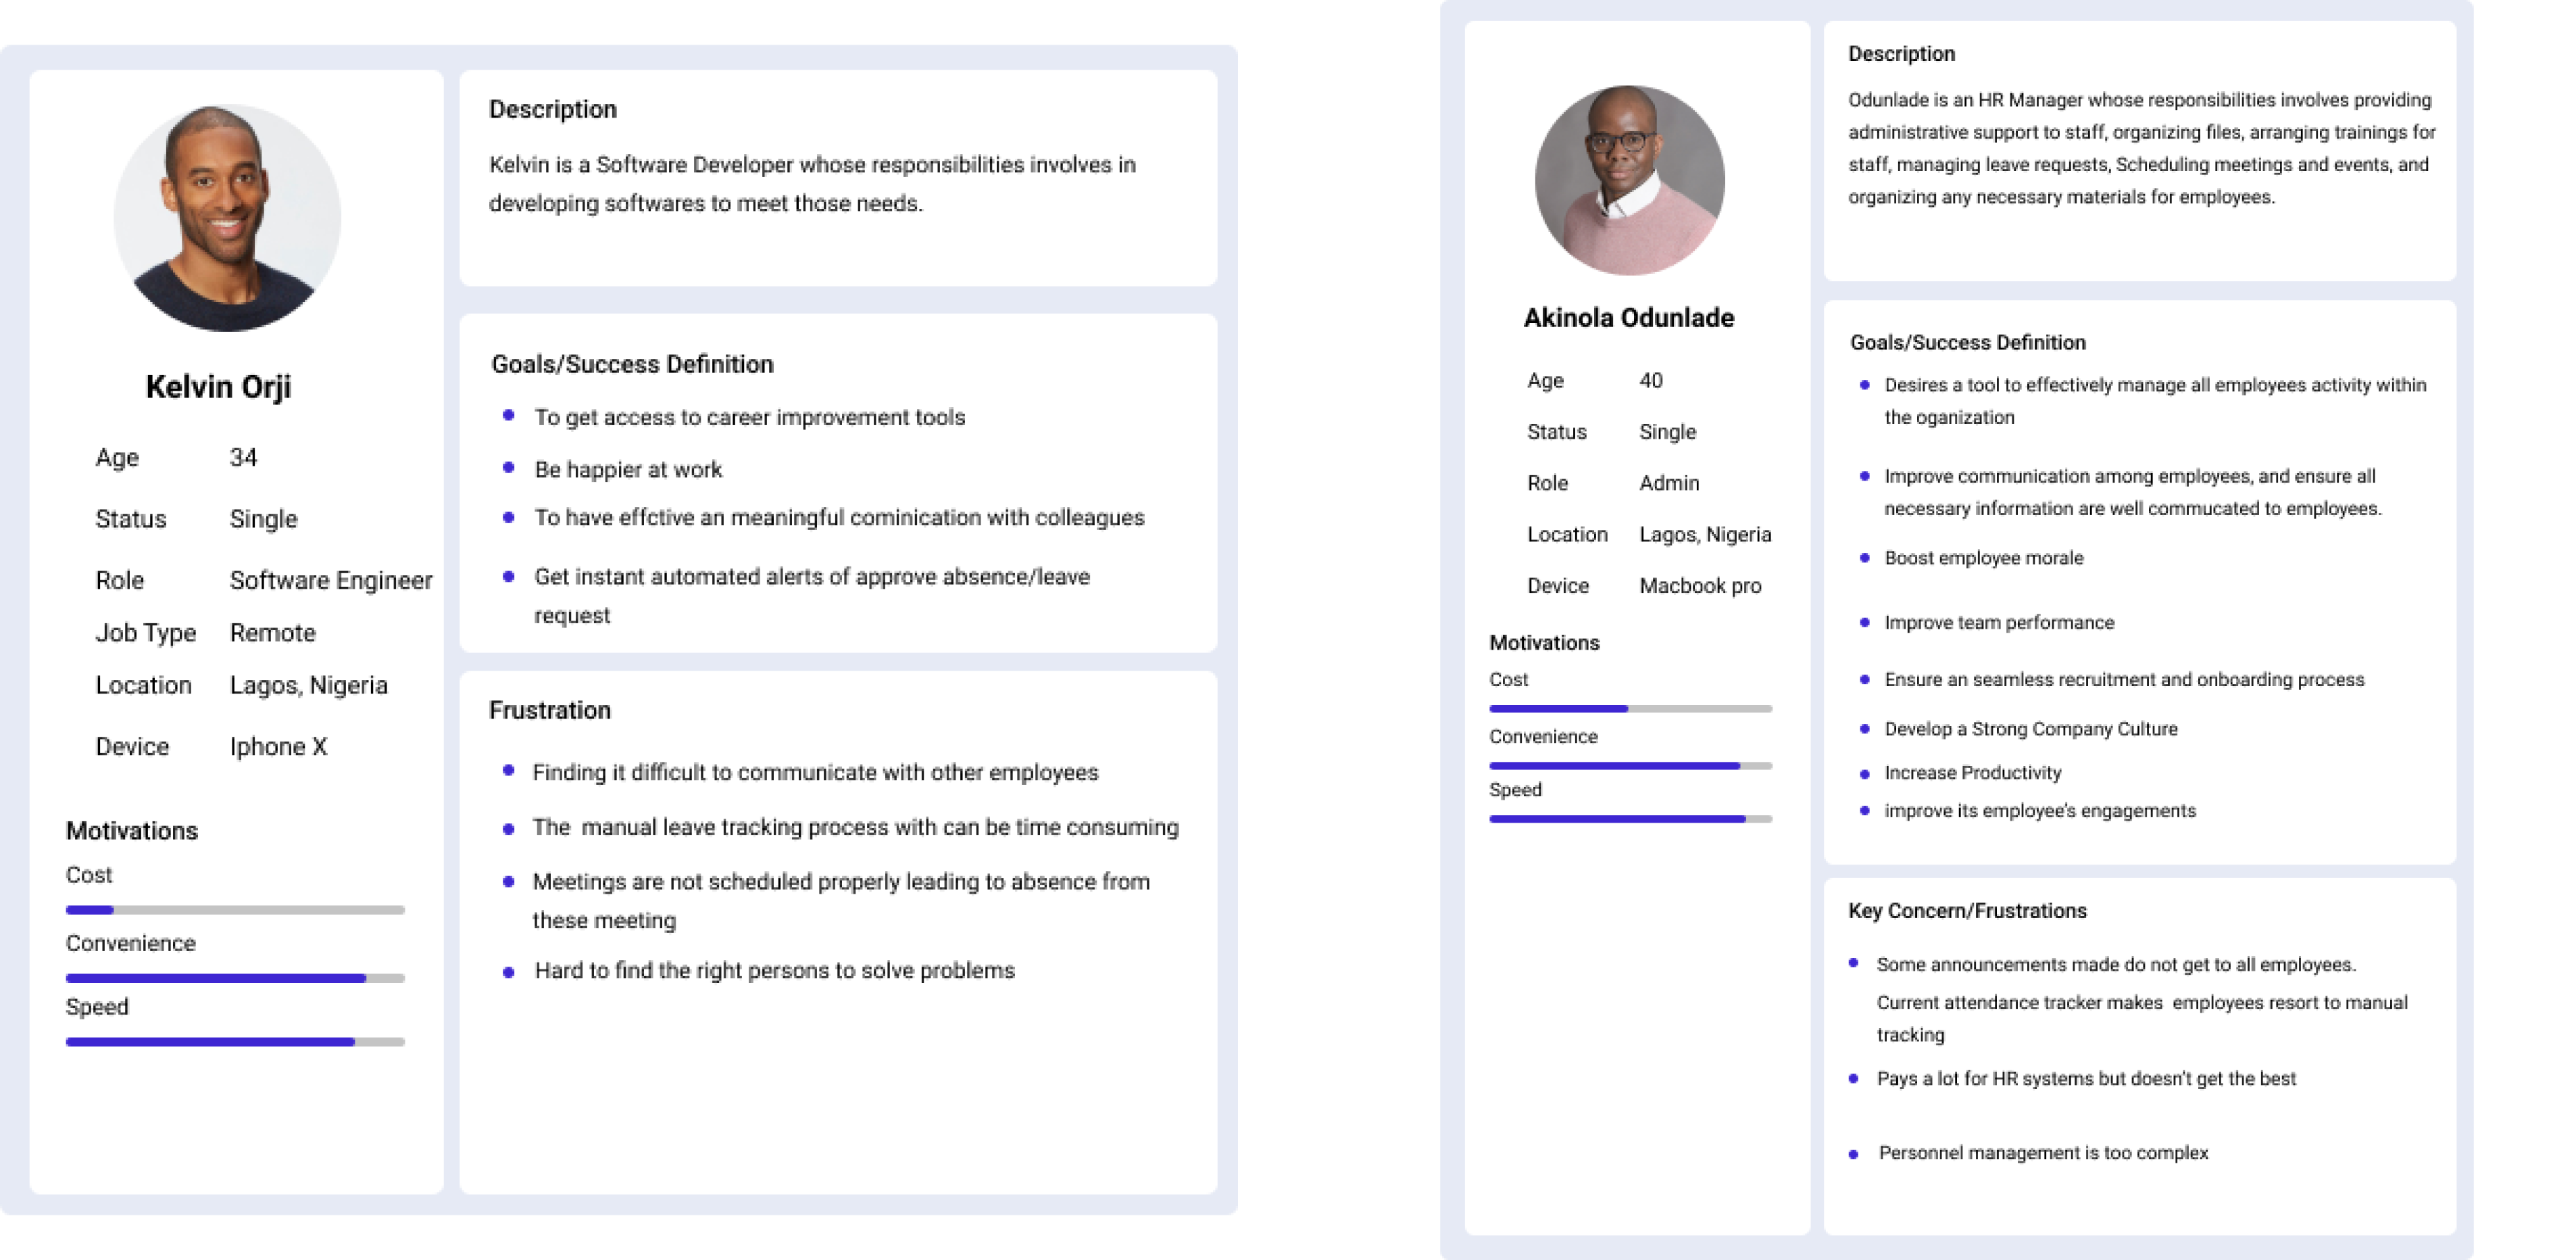 Kelvin Orji
Age 34
Status Single
Role Software Engineer
Job Type Remote
Location Lagos, Nigeria
Device Iphone X
Motivations
Cost
Convenience
Speed
Description
Kelvin is a Software Developer whose responsibilities involves in
developing softwares to meet those needs.
Goals/Success Definition
To get access to career improvement tools
Be happier at work
To have effctive an meaningful cominication with colleagues
Get instant automated alerts of approve absence/leave
request
Frustration
Finding it difficult to communicate with other employees
The manual leave tracking process with can be time consuming
Meetings are not scheduled properly leading to absence from
these meeting
Hard to find the right persons to solve problems
Akinola Odunlade
Age 40
Status Single
Role Admin
Location Lagos, Nigeria
Device Macbook pro
Motivations
Cost
Convenience
Speed
Description
Odunlade is an HR Manager whose responsibilities involves providing
administrative support to staff, organizing files, arranging trainings for
staff, managing leave requests, Scheduling meetings and events, and
organizing any necessary materials for employees.
Goals/Success Definition
Desires a tool to effectively manage all employees activity within
the oganization
Improve communication among employees, and ensure all
necessary information are well commucated to employees.
Boost employee morale
Improve team performance
Ensure an seamless recruitment and onboarding process
Develop a Strong Company Culture
Increase Productivity
improve its employee's engagements
Key Concern/Frustrations
Some announcements made do not get to all employees.
Current attendance tracker makes employees resort to manual
tracking
Pays a lot for HR systems but doesn't get the best
Personnel management is too complex